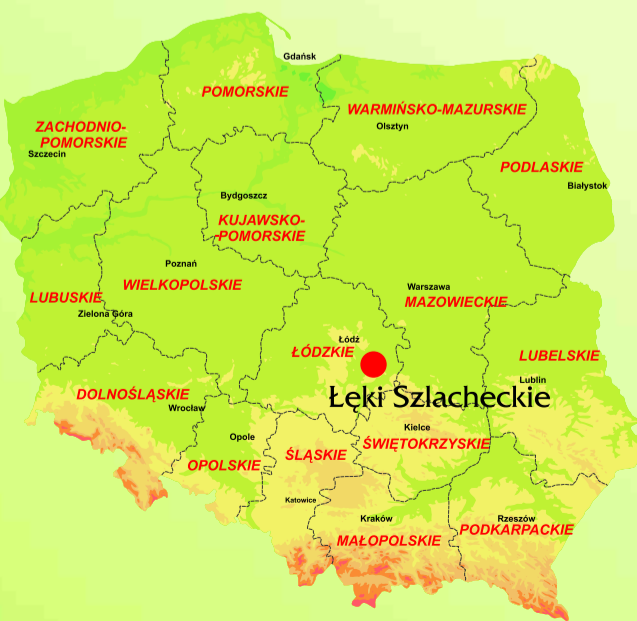 Gdańsk
POMORSKIE
WARMIŃSKO-MAZURSKIE
ZACHODNIO-
POMORSKIE
Olsztyn
Szczecin
PODLASKIE
Białystok
Bydgoszcz
KUJAWSKO-
-POMORSKIE
Poznań
WIELKOPOLSKIE
Warszawa
MAZOWIECKIE
LUBUSKIE
Zielona Góra
Łódź
ŁÓDZKIE
LUBELSKIE
Lublin
DOLNOŚLĄSKIE
Wrocław
Łęki Szlacheckie
Kielce
ŚWIĘTOKRZYSKIE
Opole
OPOLSKIE
ŚLĄSKIE
Katowice
Kraków
MAŁOPOLSKIE
Rzeszów
PODKARPACKIE